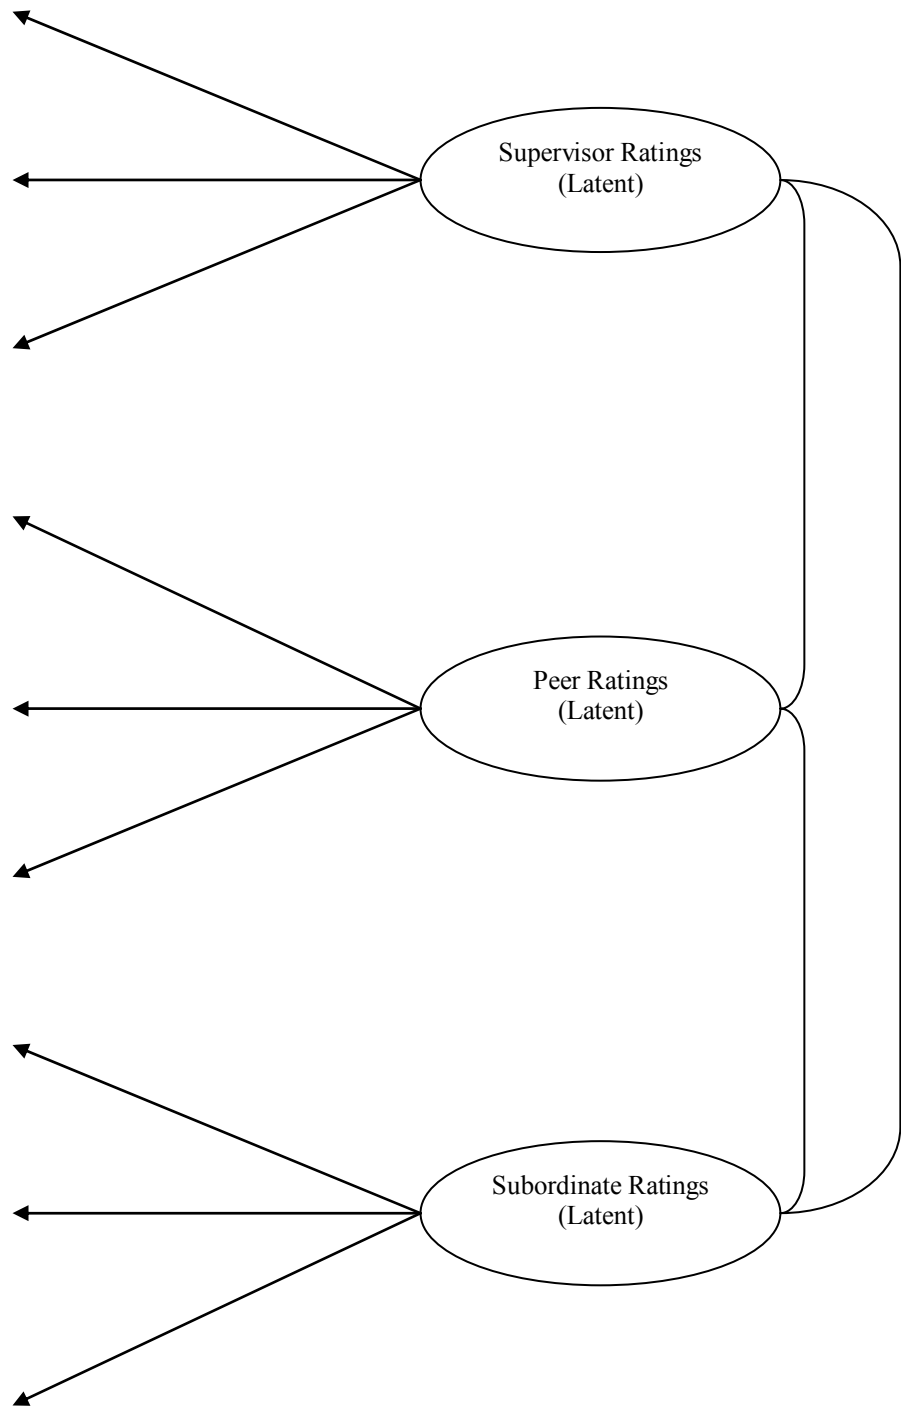 Supervisor Ratings
(Latent)
Peer Ratings
(Latent)
Subordinate Ratings
(Latent)